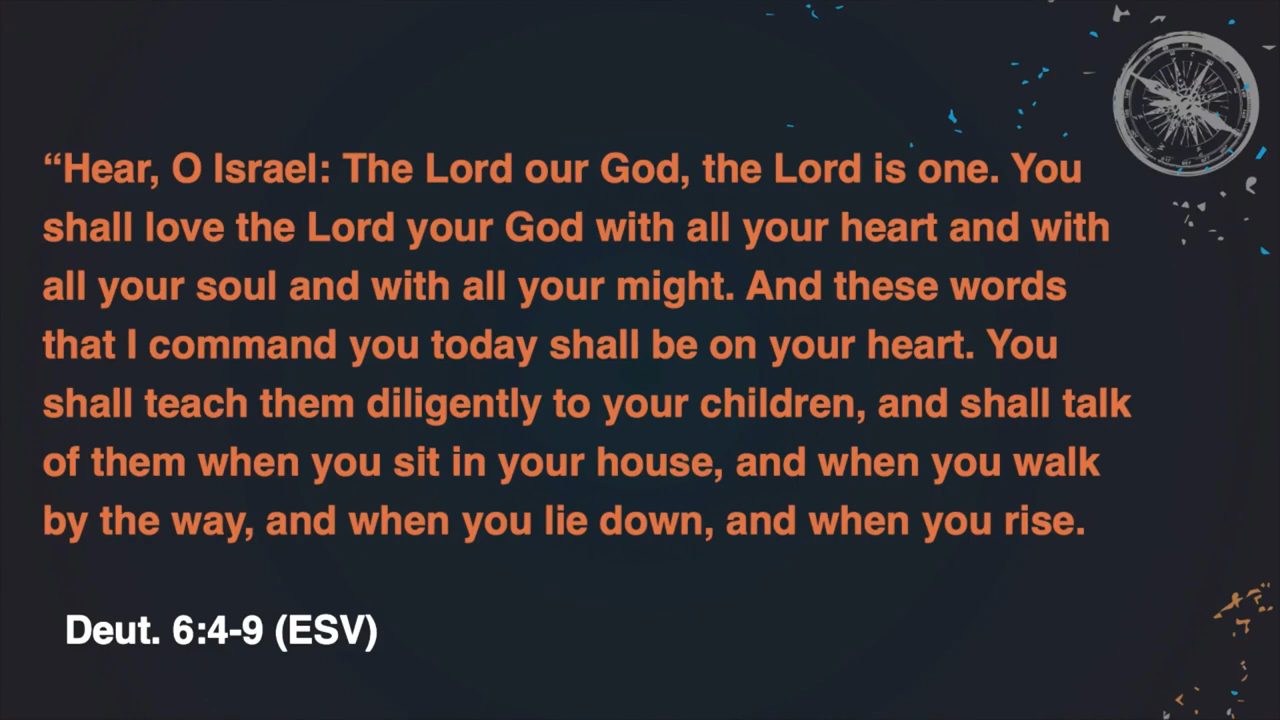 “Hear, O Israel: The Lord our God, the Lord is one. You
shall love the Lord your God with all your heart and with
all your soul and with all your might. And these words
that I command you today shall be on your heart. You
shall teach them diligently to your children, and shall talk
of them when you sit in your house, and when you walk
by the way, and when you lie down, and when you rise.
Deut. 6:4-9 (ESV)